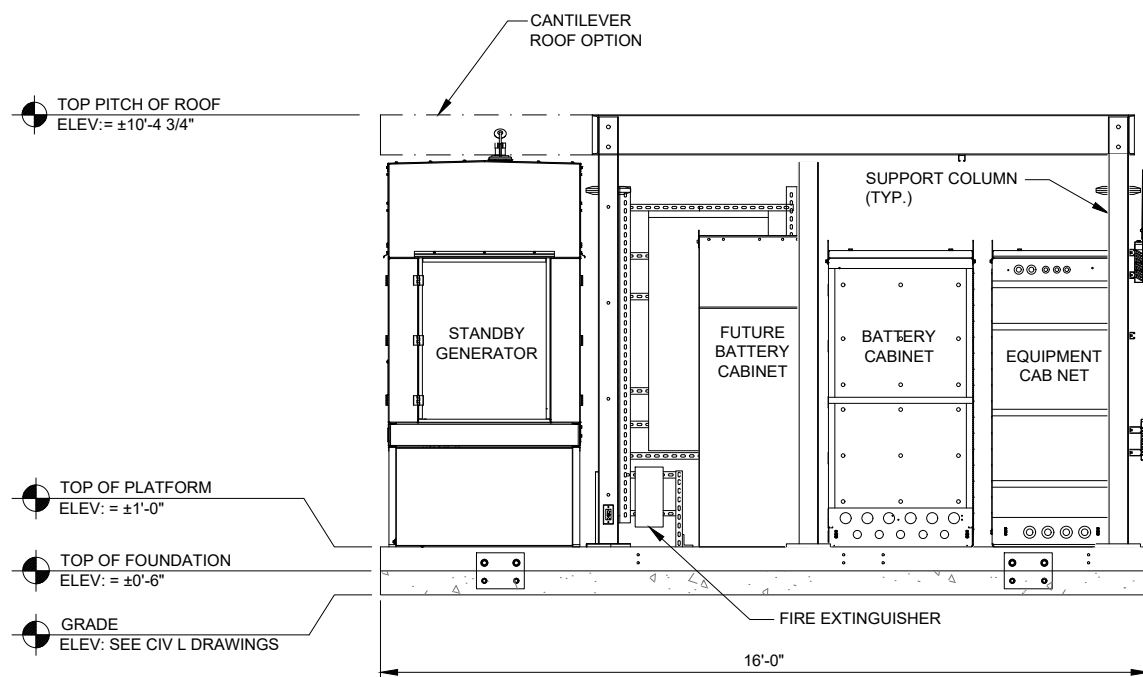 CANTILEVER
ROOF OPTION
TOP PITCH OF ROOF
ELEV:= ±10'-4 3/4"
SUPPORT COLUMN
(TYP.)
STANDBY
GENERATOR
FUTURE
BATTERY
CABINET
BATTERY
CABINET
EQUIPMENT
CAB NET
TOP OF PLATFORM
ELEV: = ±1'-0"
TOP OF FOUNDATION
ELEV: = ±0'-6"
GRADE
ELEV: SEE CIV L DRAWINGS
FIRE EXTINGUISHER
16'-0"